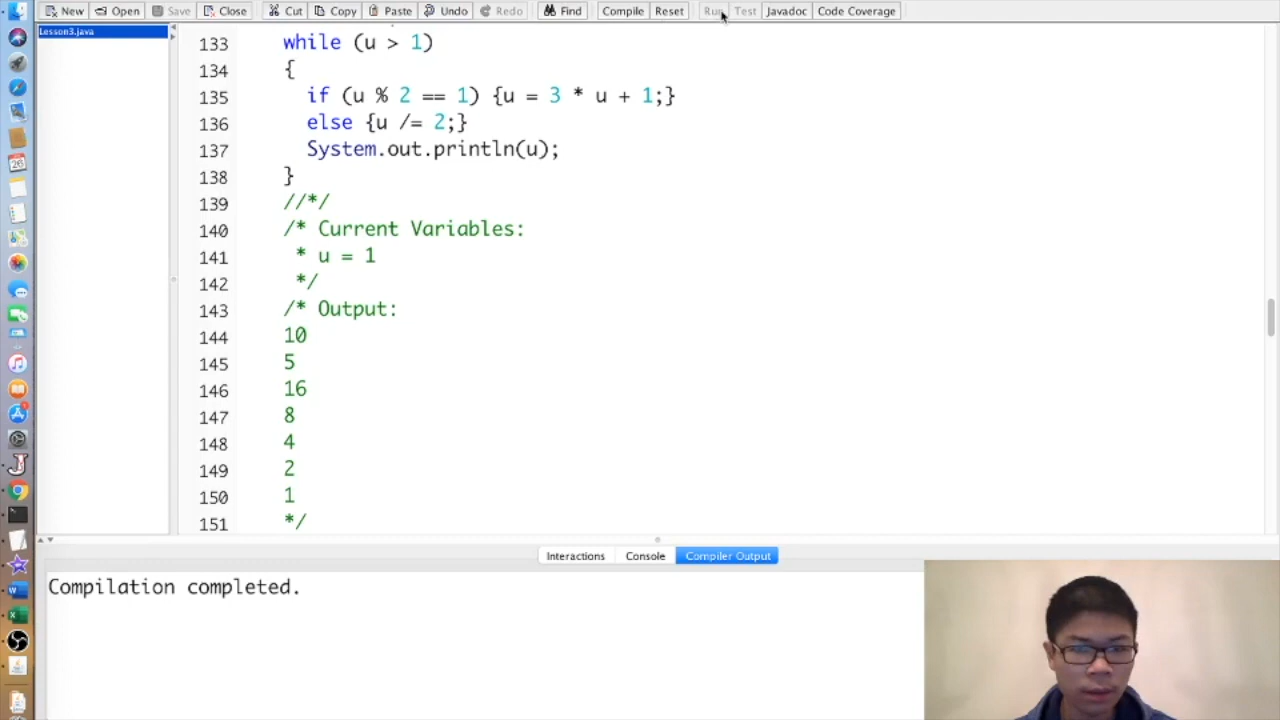 New Open Save Close Cut Copy Paste Undo Redo Find Compile Reset Run Test Javadoc Code Coverage
Lesson3.java
133 while (u > 1)
134 {
135 if (u % 2 == 1) {u = 3 * u + 1;}
136 else {u /= 2;}
137 System.out.println(u);
138 }
139 //*/
140 /* Current Variables:
141 * u = 1
142 */
143 /* Output:
144 10
145 5
146 16
147 8
148 4
149 2
150 1
151 */
Interactions Console Compiler Output
Compilation completed.